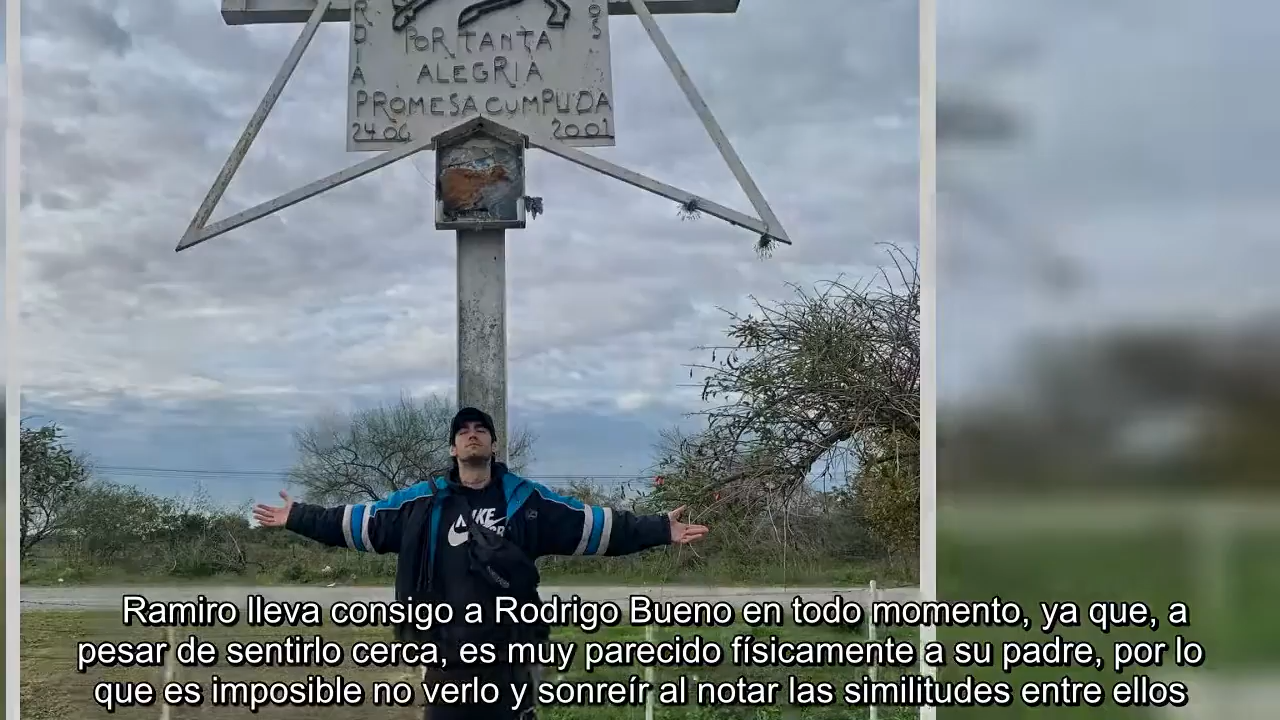 POR TANTA
ALEGRIA
PROMESA CUMPLIDA
24 06 2001
NIKE
Ramiro lleva consigo a Rodrigo Bueno en todo momento, ya que, a
pesar de sentirlo cerca, es muy parecido físicamente a su padre, por lo
que es imposible no verlo y sonreír al notar las similitudes entre ellos